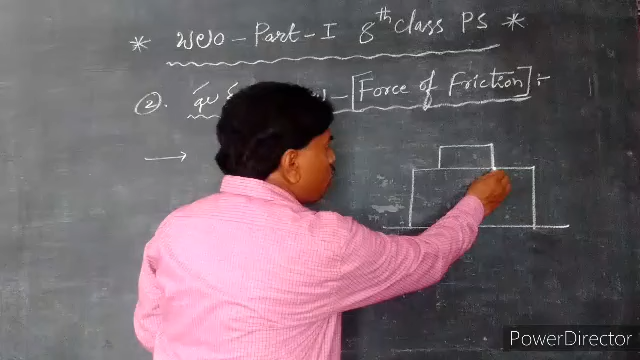 * బలం - Part - I 8th Class PS *
②. - [Force of Friction] :-
PowerDirector